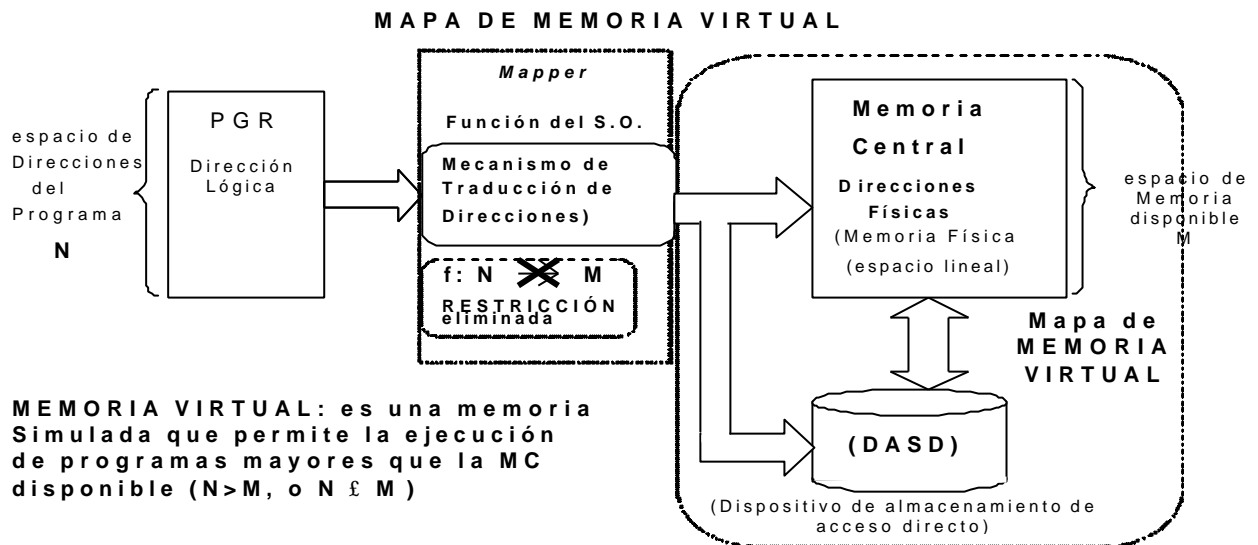 MAPA DE MEMORIA VIRTUAL
espacio de
Direcciones
del
Programa
N
PGR
Dirección
Lógica
Mapper
Función del S.O.
Mecanismo de
Traducción de
Direcciones)
f: N M
RESTRICCIÓN
eliminada
Memoria
Central
Direcciones
Físicas
(Memoria Física
(espacio lineal)
espacio de
Memoria
disponible
M
Mapa de
MEMORIA
VIRTUAL
(DASD)
(Dispositivo de almacenamiento de
acceso directo)
MEMORIA VIRTUAL: es una memoria
Simulada que permite la ejecución
de programas mayores que la MC
disponible (N>M, o N £ M )